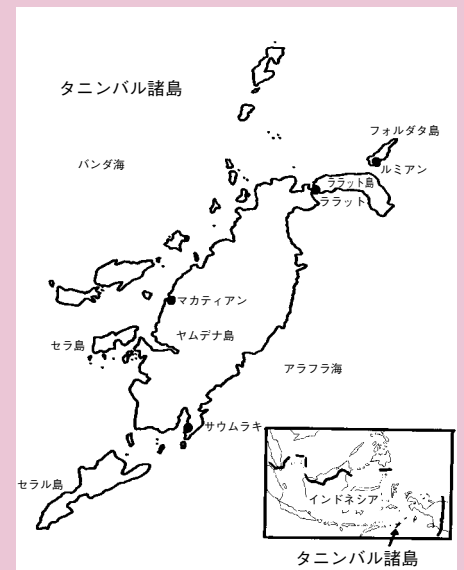 タニンバル諸島
フォルダタ島
バンダ海
ルミアン
ララット島
ララット
マカティアン
ヤムデナ島
セラ島
アラフラ海
サウムラキ
セラル島
インドネシア
タニンバル諸島